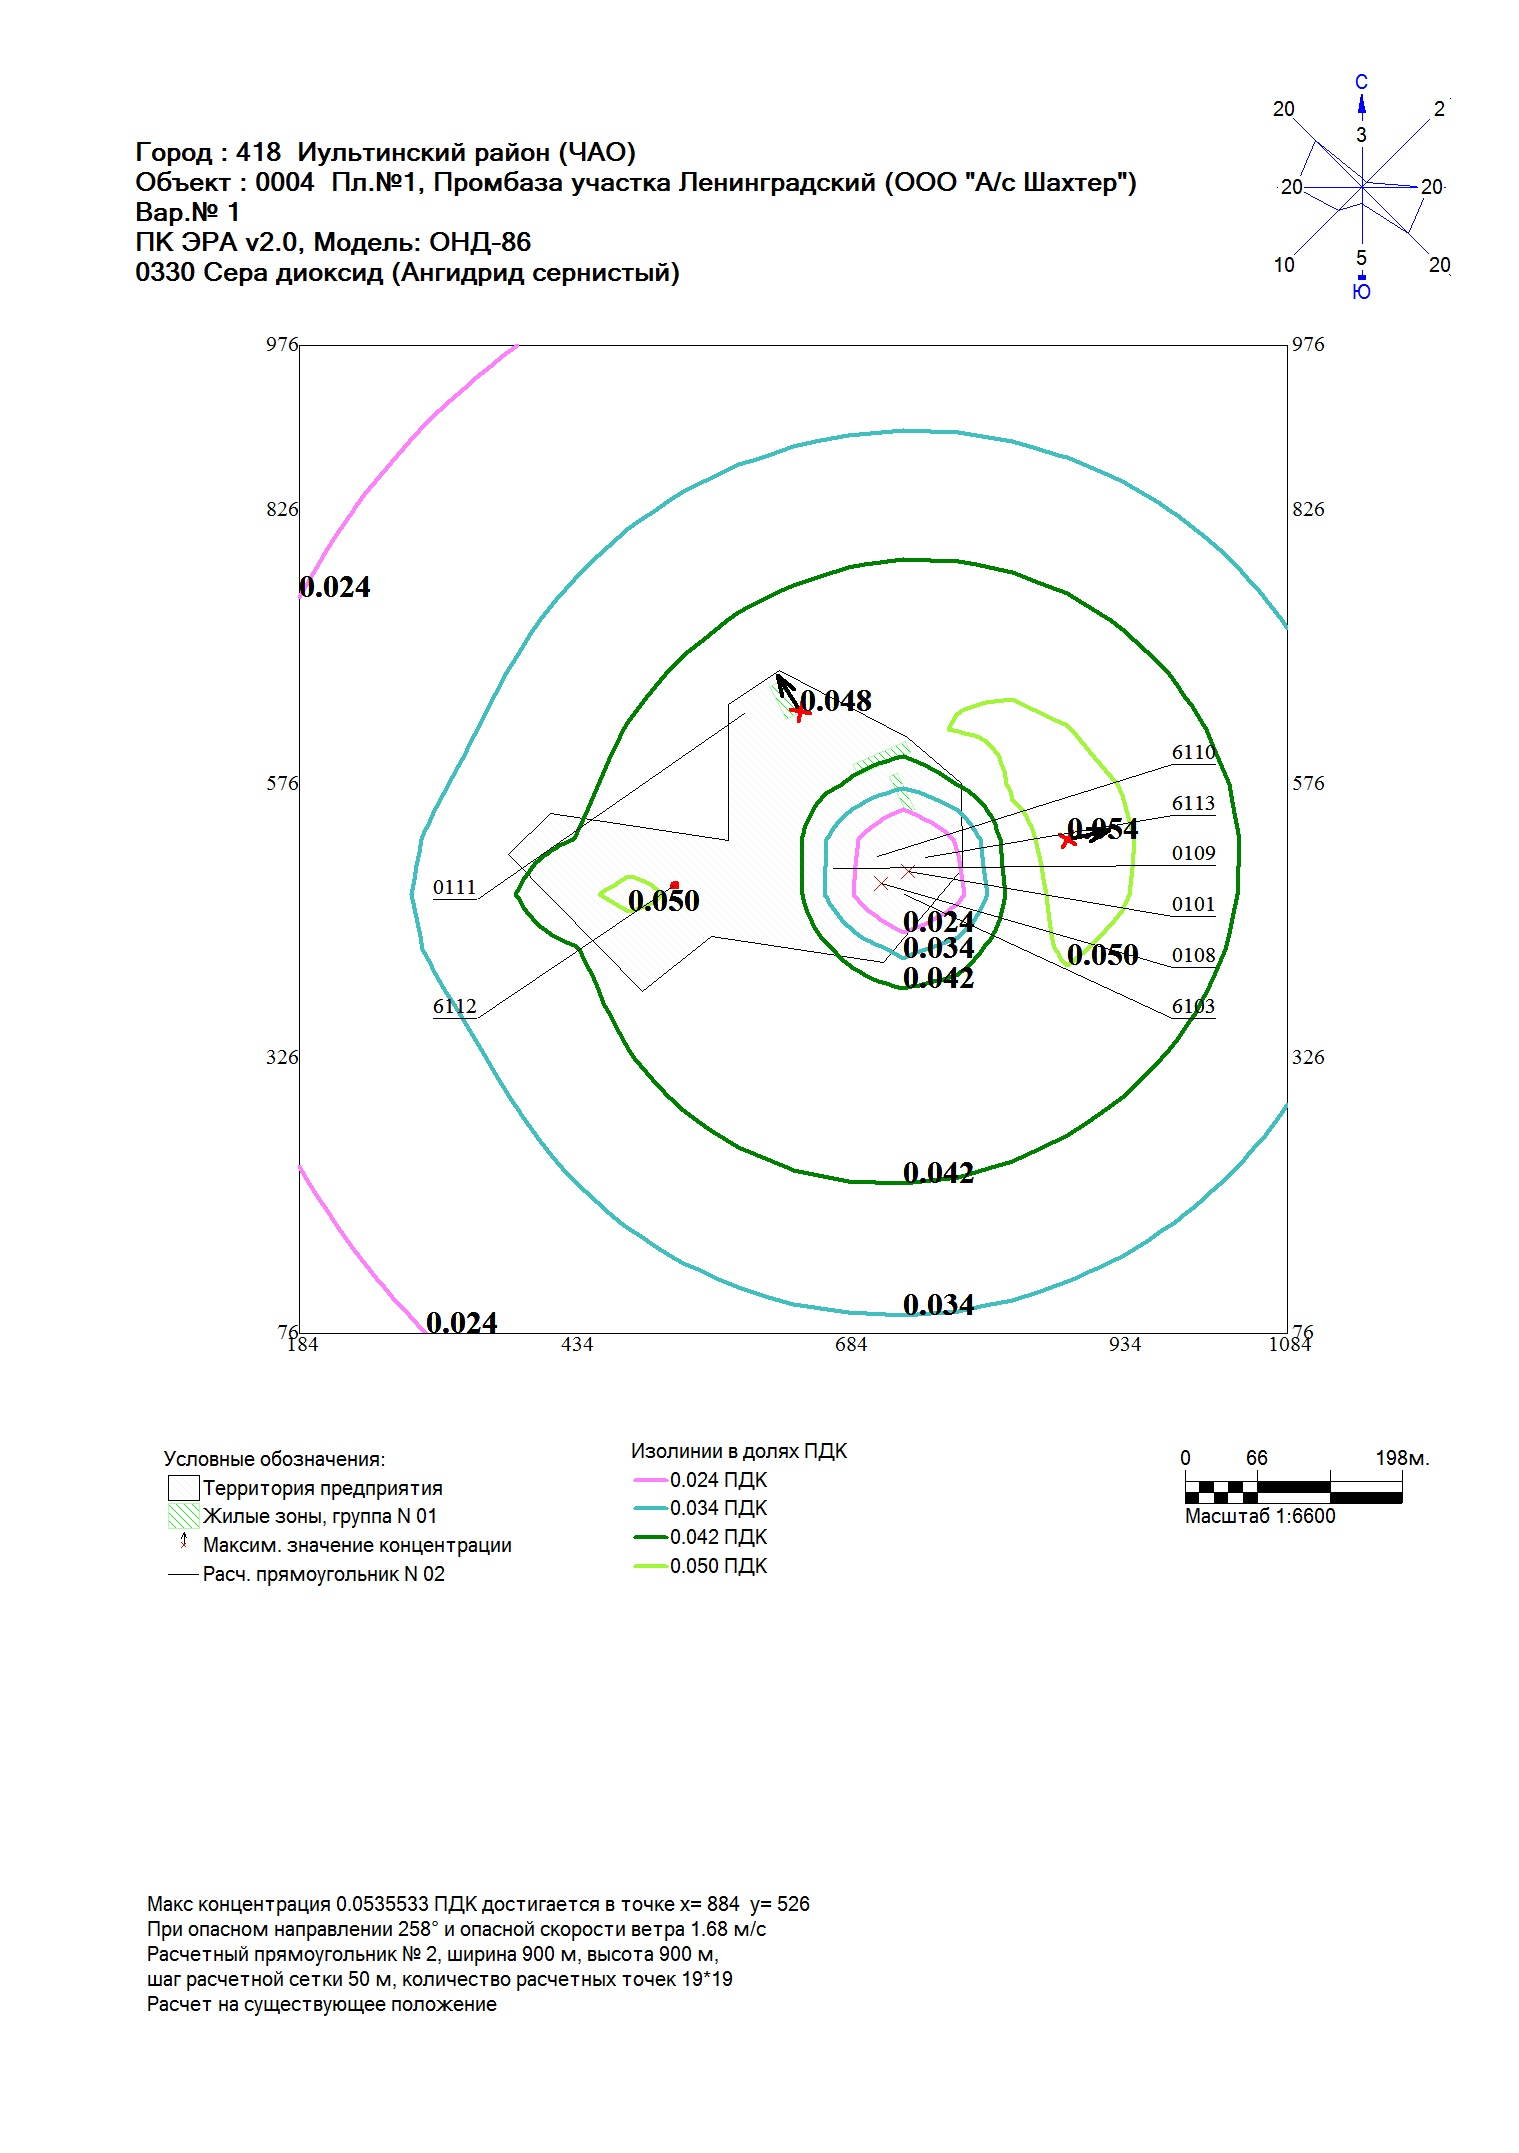 С
20
2
3
20
20
10
5
20
Ю
Город : 418  Иультинский район (ЧАО)
Объект : 0004  Пл.№1, Промбаза участка Ленинградский (ООО "А/с Шахтер")
Вар.№ 1
ПК ЭРА v2.0, Модель: ОНД-86
0330 Сера диоксид (Ангидрид сернистый)
976
976
826
826
0.024
0.048
6110
576
576
6113
0.054
0109
0111
0.050
0101
0.024
0.034
0.050
0108
0.042
6112
6103
326
326
0.042
0.034
0.024
76
76
184
434
684
934
1084
Условные обозначения:
Территория предприятия
Жилые зоны, группа N 01
Максим. значение концентрации
Расч. прямоугольник N 02
Изолинии в долях ПДК
0.024 ПДК
0.034 ПДК
0.042 ПДК
0.050 ПДК
0 66 198м.
Масштаб 1:6600
Макс концентрация 0.0535533 ПДК достигается в точке x= 884  y= 526
При опасном направлении 258° и опасной скорости ветра 1.68 м/с
Расчетный прямоугольник № 2, ширина 900 м, высота 900 м,
шаг расчетной сетки 50 м, количество расчетных точек 19*19
Расчет на существующее положение